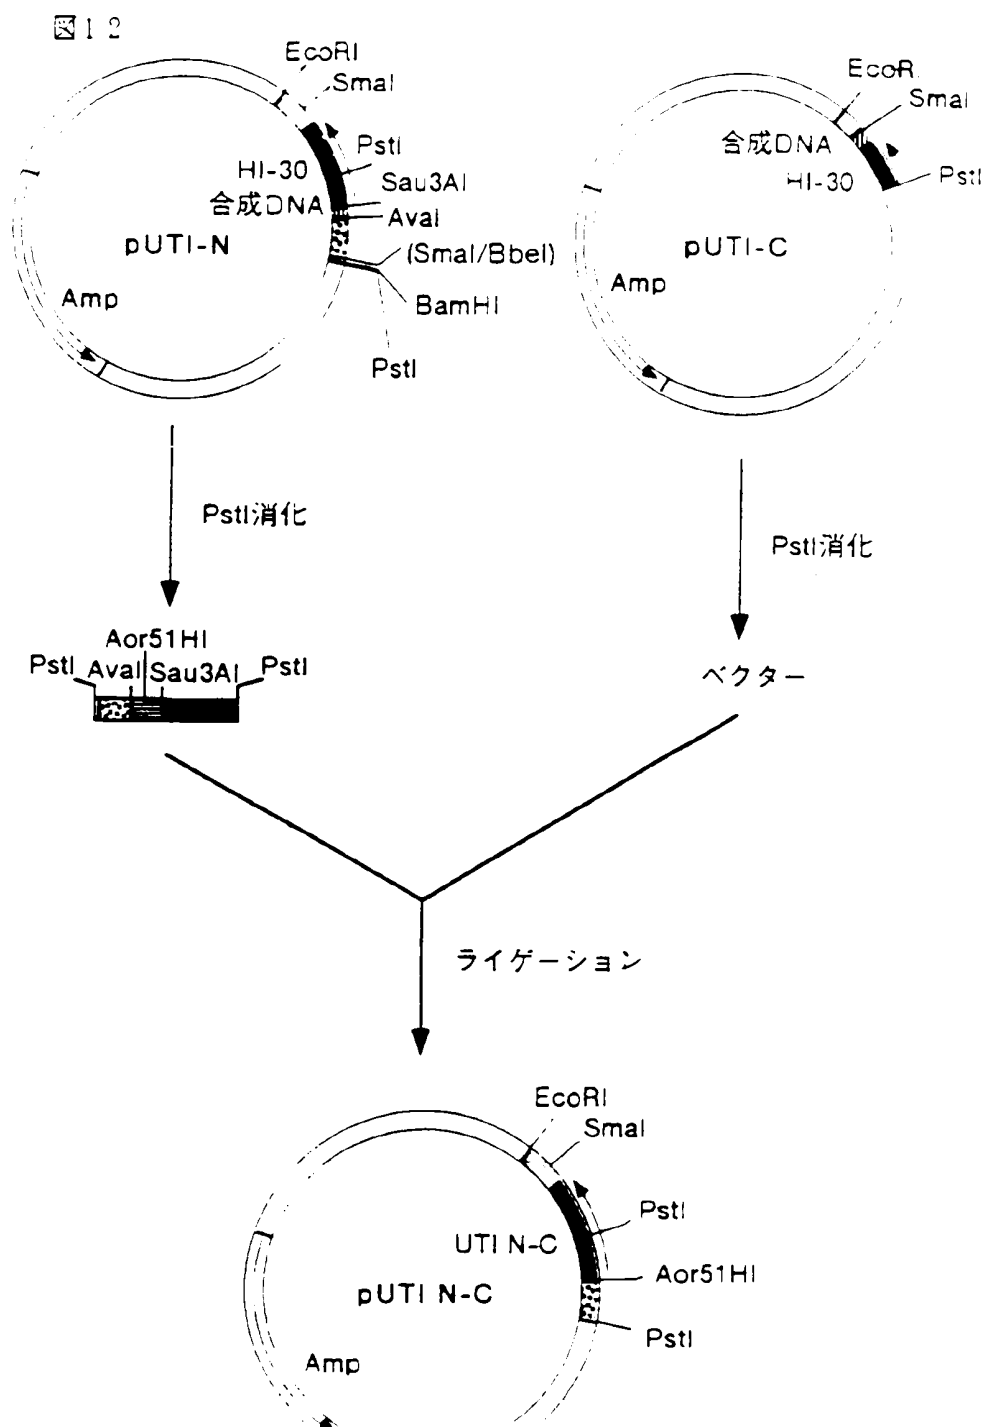 図12
EcoRI
SmaI
PstI
HI-30
Sau3AI
合成DNA
AvaI
pUTI-N
(SmaI/BbeI)
Amp
BamHI
PstI
EcoR
SmaI
合成DNA
HI-30
PstI
pUTI-C
Amp
PstI消化
PstI消化
Aor51HI
PstI AvaI Sau3AI PstI
ベクター
ライゲーション
EcoRI
SmaI
PstI
UTI N-C
Aor51HI
pUTI N-C
PstI
Amp